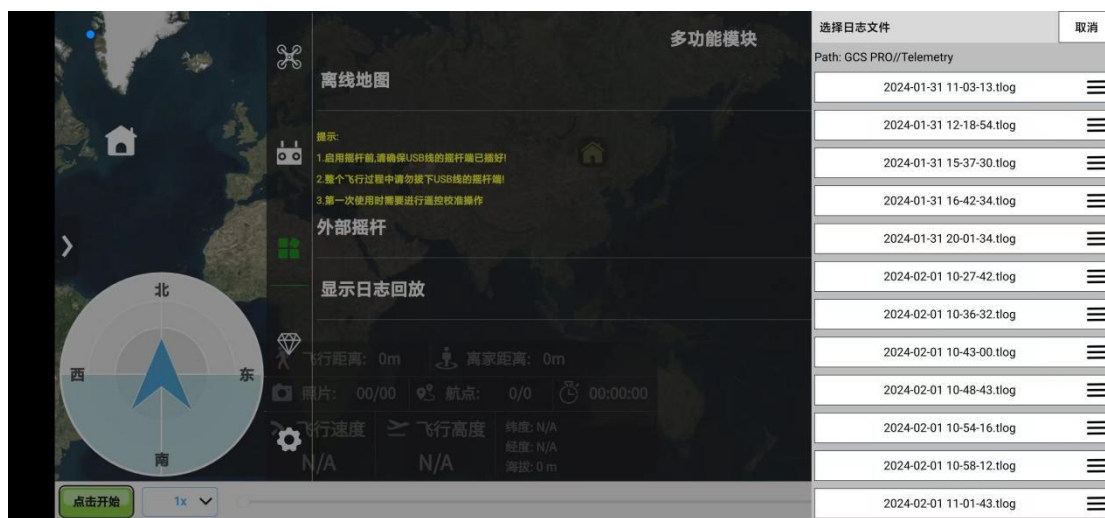 多功能模块
离线地图
提示:
1.启用摇杆前,请确保USB线的摇杆端已插好!
2.整个飞行过程中请勿拔下USB线的摇杆端!
3.第一次使用时需要进行遥控校准操作
外部摇杆
显示日志回放
北
西
东
南
飞行距离: 0m
离家距离: 0m
照片: 00/00
航点: 0/0
00:00:00
飞行速度
N/A
飞行高度
N/A
纬度: N/A
经度: N/A
海拔: 0 m
点击开始
1x
选择日志文件
取消
Path: GCS PRO//Telemetry
2024-01-31 11-03-13.tlog
2024-01-31 12-18-54.tlog
2024-01-31 15-37-30.tlog
2024-01-31 16-42-34.tlog
2024-01-31 20-01-34.tlog
2024-02-01 10-27-42.tlog
2024-02-01 10-36-32.tlog
2024-02-01 10-43-00.tlog
2024-02-01 10-48-43.tlog
2024-02-01 10-54-16.tlog
2024-02-01 10-58-12.tlog
2024-02-01 11-01-43.tlog